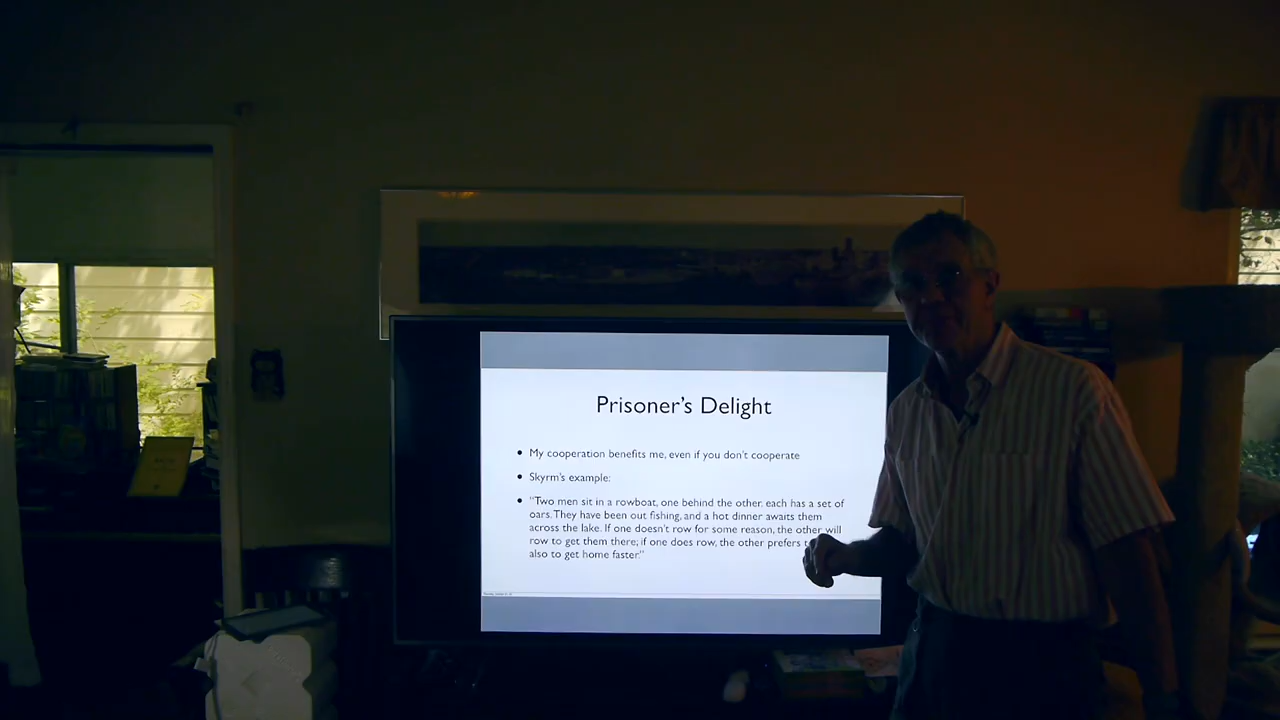 Prisoner's Delight
• My cooperation benefits me, even if you don't cooperate
• Skyrm's example:
• "Two men sit in a rowboat, one behind the other. each has a set of
oars. They have been out fishing, and a hot dinner awaits them
across the lake. If one doesn't row for some reason, the other will
row to get them there; if one does row, the other prefers
also to get home faster."